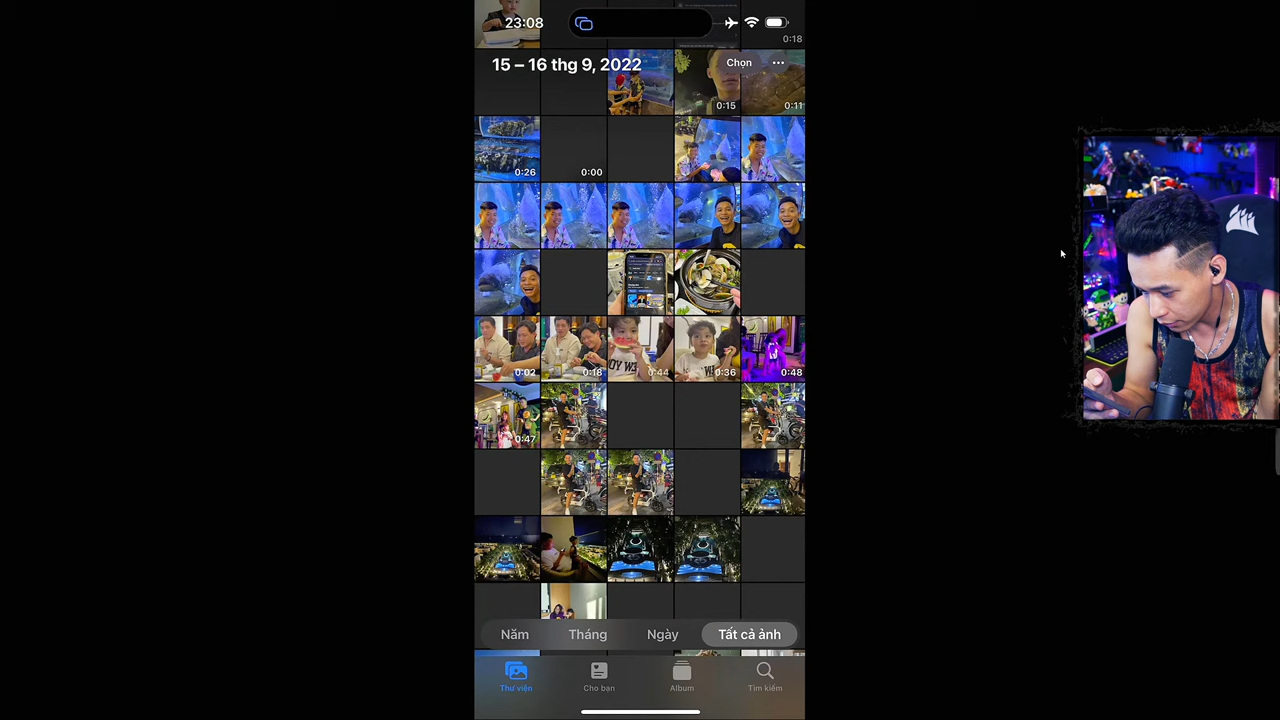 23:08
0:18
15 – 16 thg 9, 2022
Chọn
0:15
0:11
0:26
0:00
0:02
0:18
0:44
0:36
0:48
0:47
Năm
Tháng
Ngày
Tất cả ảnh
Thư viện
Cho bạn
Album
Tìm kiếm